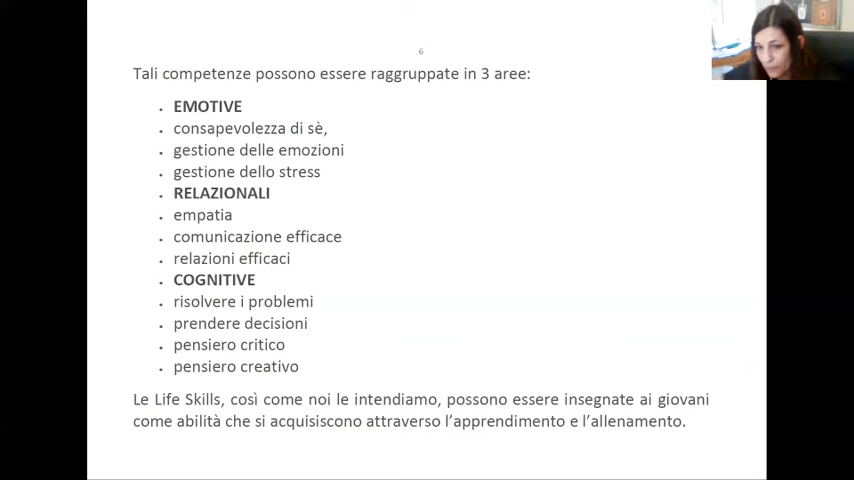 6
Tali competenze possono essere raggruppate in 3 aree:
• EMOTIVE
• consapevolezza di sè,
• gestione delle emozioni
• gestione dello stress
• RELAZIONALI
• empatia
• comunicazione efficace
• relazioni efficaci
• COGNITIVE
• risolvere i problemi
• prendere decisioni
• pensiero critico
• pensiero creativo
Le Life Skills, così come noi le intendiamo, possono essere insegnate ai giovani
come abilità che si acquisiscono attraverso l’apprendimento e l’allenamento.